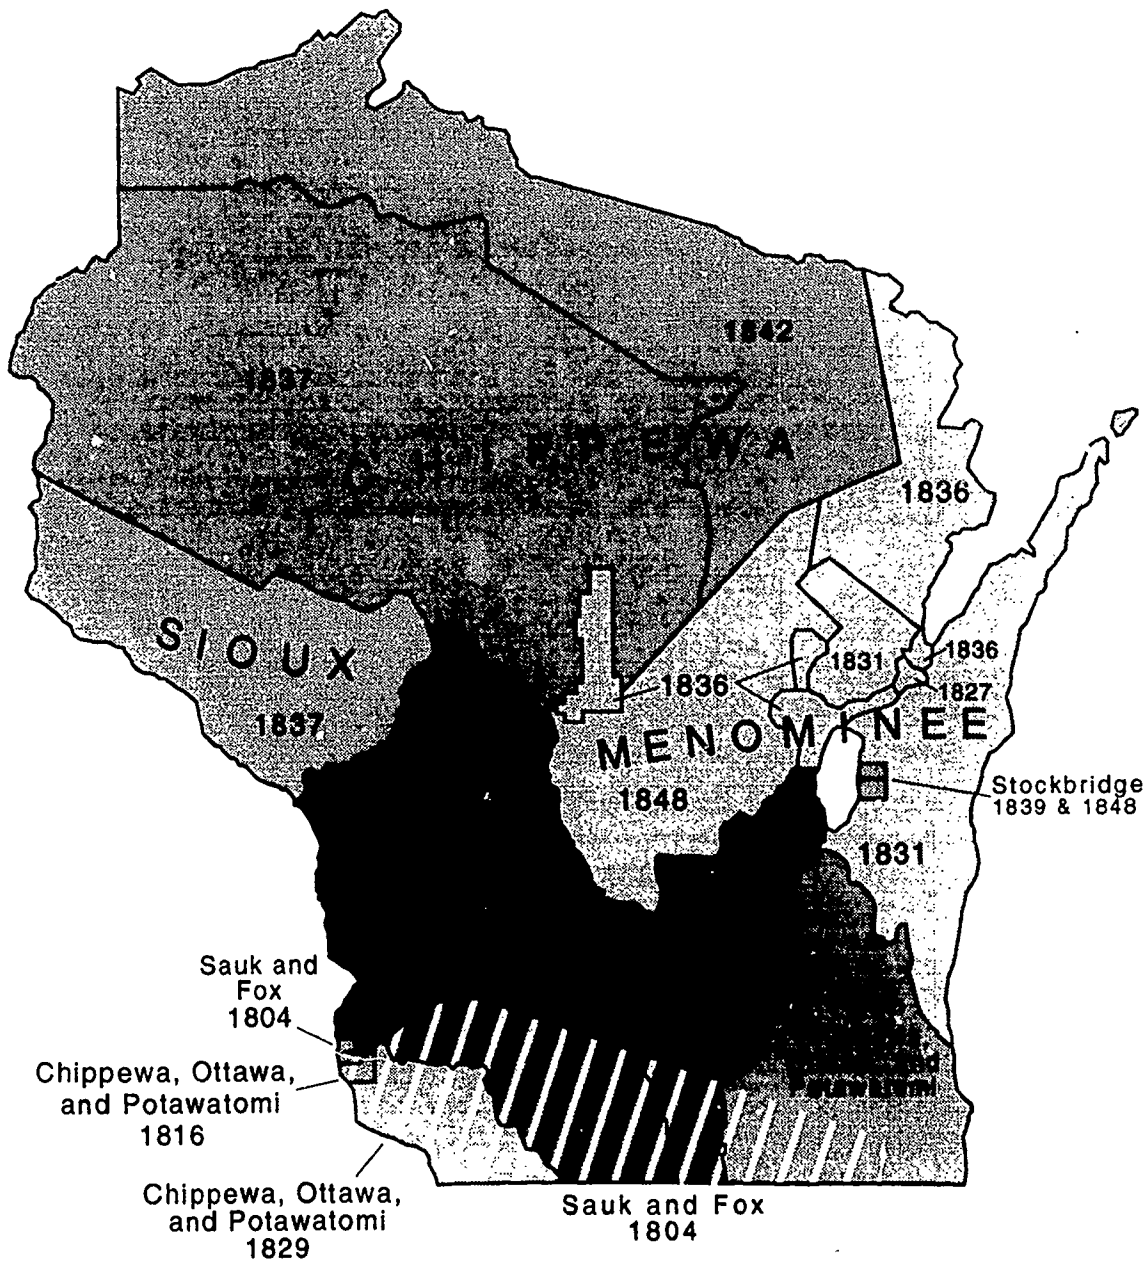 1842
1837
CHIPPEWA
1836
SIOUX
1837
1831
1836
1836
1827
MENOMINEE
1848
Stockbridge
1839 & 1848
1831
Sauk and
Fox
1804
Chippewa, Ottawa,
and Potawatomi
1816
Potawatomi
Chippewa, Ottawa,
and Potawatomi
1829
Sauk and Fox
1804